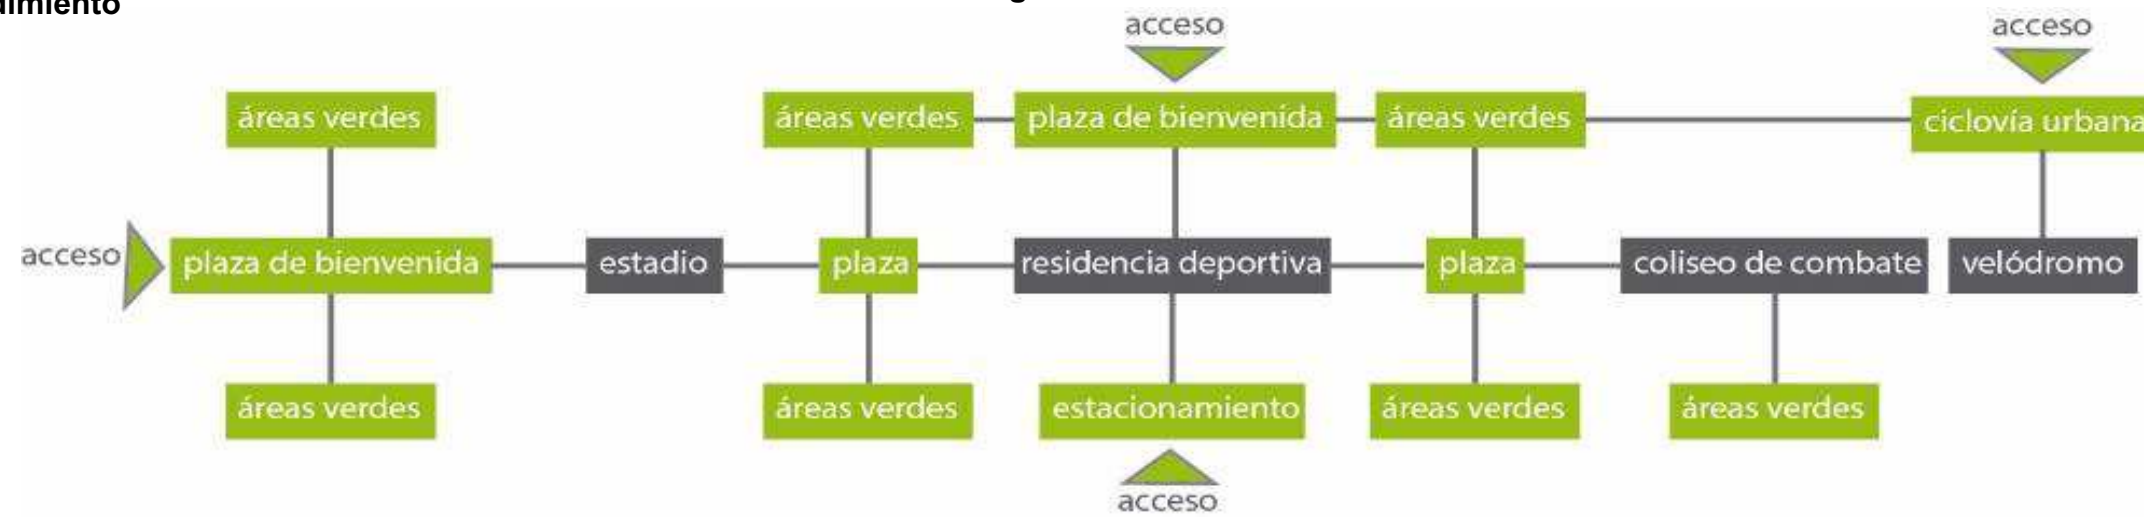 dimiento
acceso acceso
áreas verdes áreas verdes plaza de bienvenida áreas verdes ciclovía urbana
acceso plaza de bienvenida estadio plaza residencia deportiva plaza coliseo de combate velódromo
áreas verdes áreas verdes estacionamiento áreas verdes áreas verdes
acceso